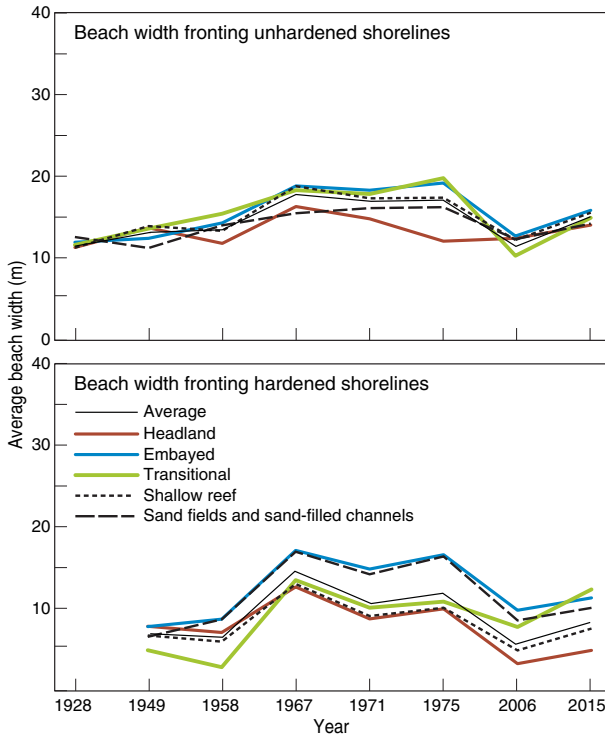 40
Beach width fronting unhardened shorelines
30
20
10
0
Average beach width (m)
40
Beach width fronting hardened shorelines
Average
Headland
30
Embayed
Transitional
Shallow reef
20
Sand fields and sand-filled channels
10
1928 1949 1958 1967 1971 1975 2006 2015
Year